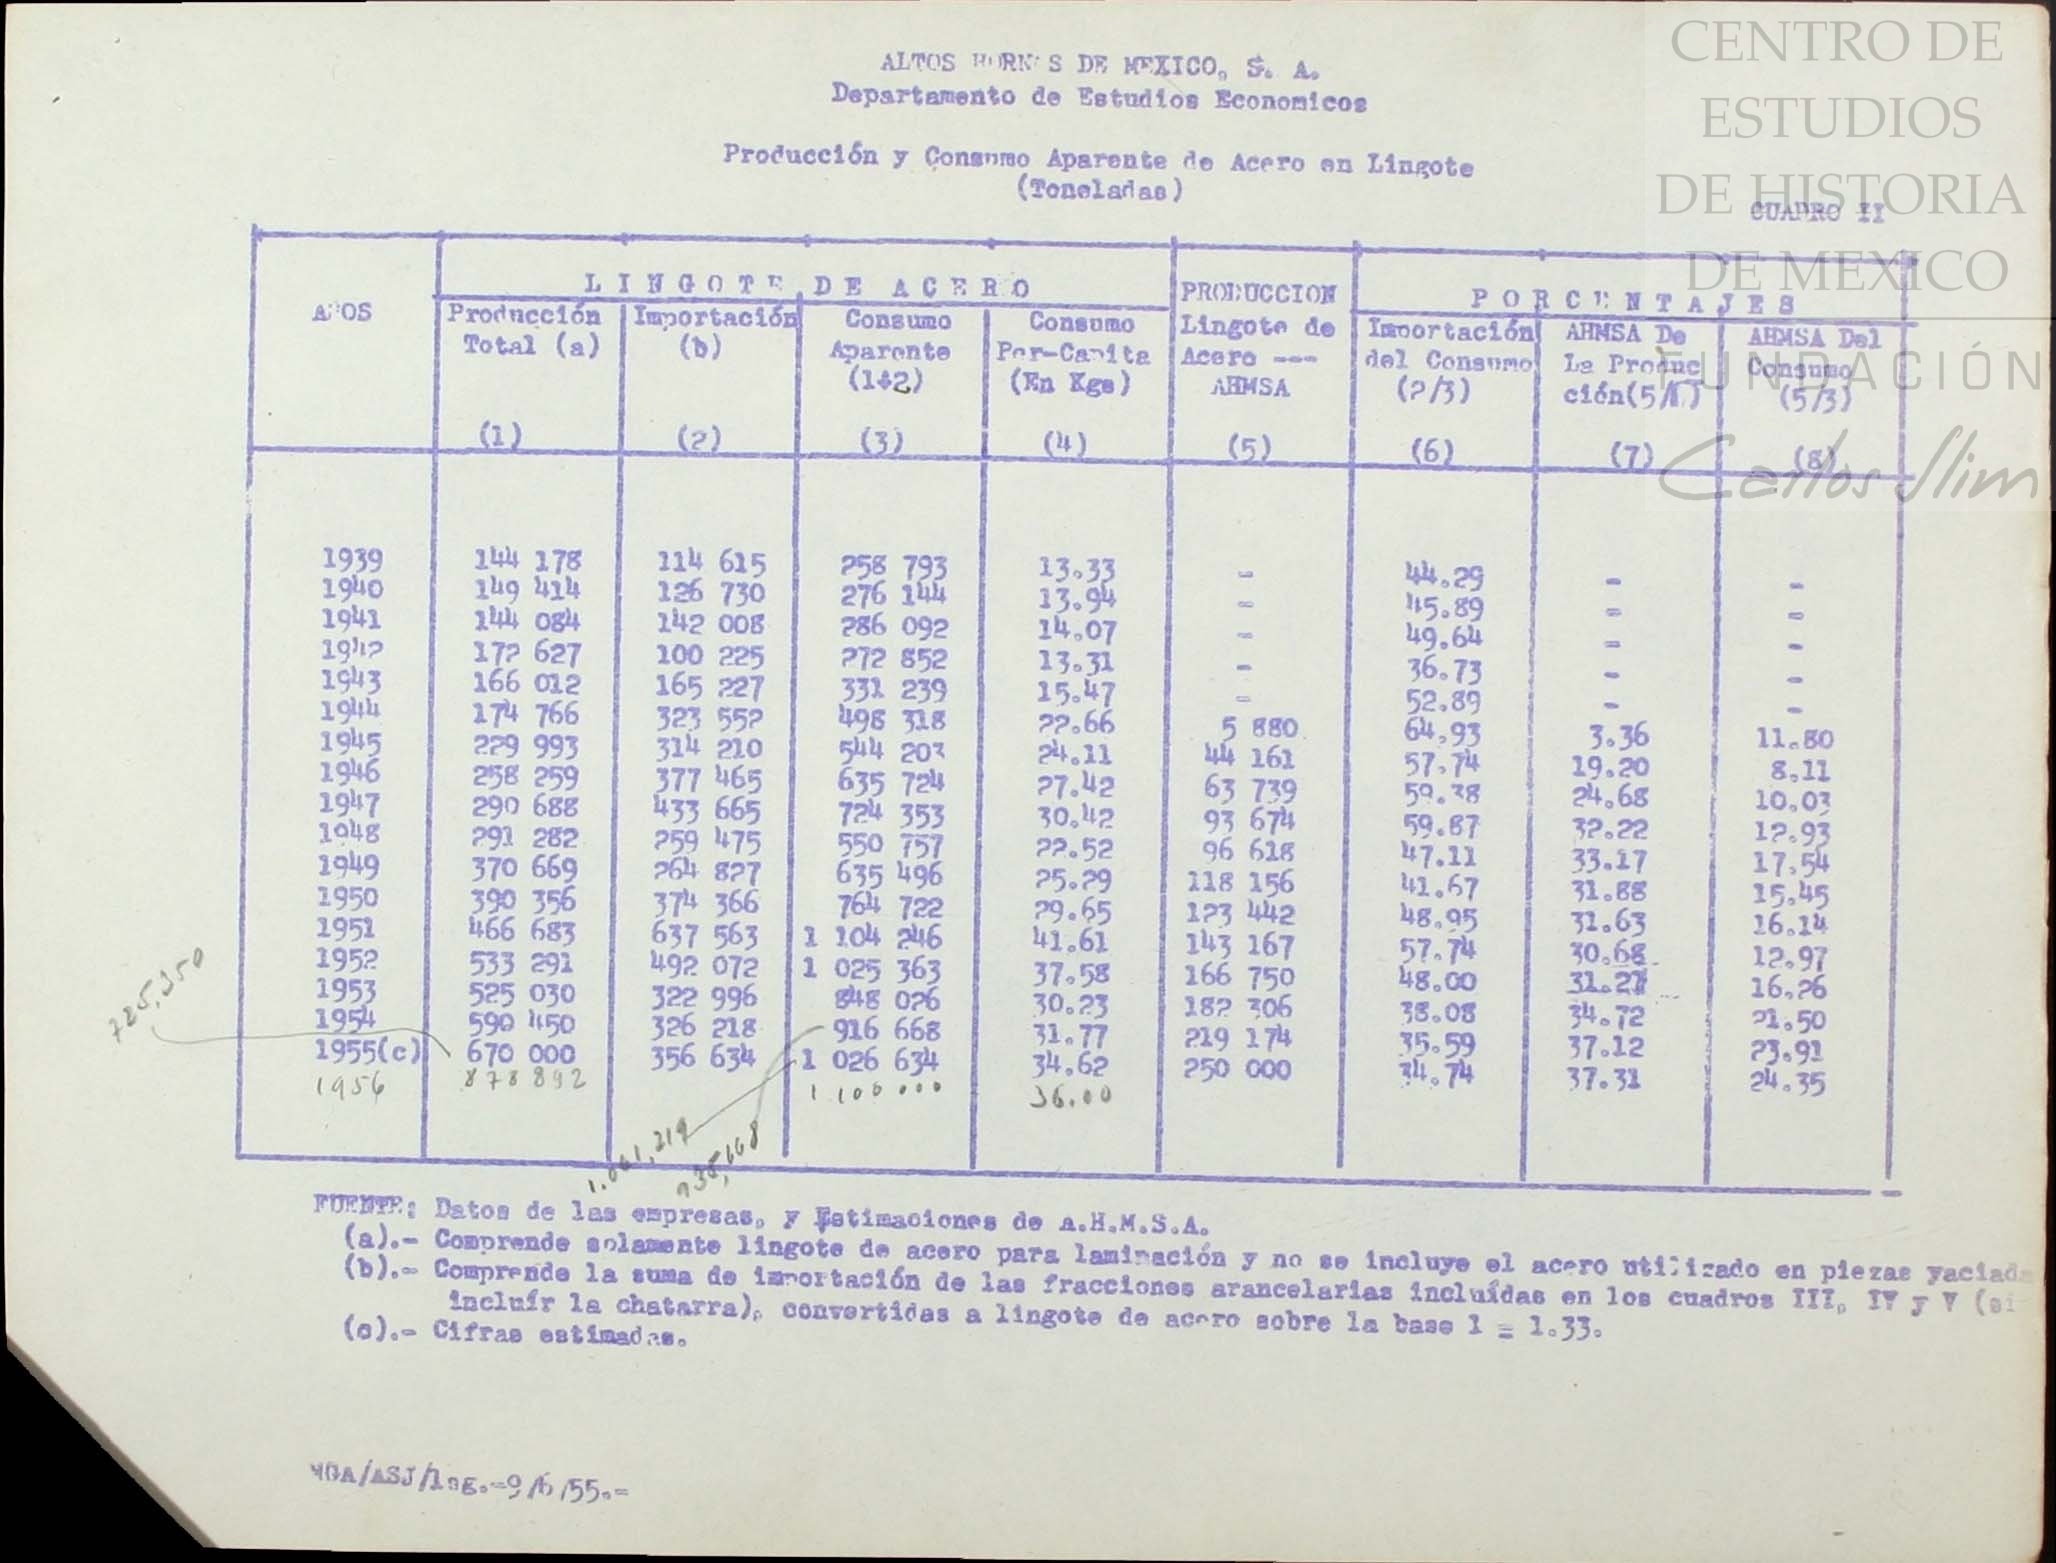 CENTRO DE
ESTUDIOS
DE HISTORIA
DE MEXICO
FUNDACIÓN
Carlos Slim
ALTOS HORNOS DE MEXICO, S. A.
Departamento de Estudios Economicos
Producción y Consumo Aparente de Acero en Lingote
(Toneladas)
CUADRO II
AÑOS LINGOTE DE ACERO PRODUCCION PORCENTAJES
Producción Importación Consumo Consumo Lingote de Importación AHMSA De AHMSA Del
Total (a) (b) Aparente Per-Capita Acero --- del Consumo La Produc Consumo
(1+2) (En Kgs) AHMSA (2/3) ción(5/1) (5/3)
(1) (2) (3) (4) (5) (6) (7) (8)
1939 144 178 114 615 258 793 13.33 - 44.29 - -
1940 149 414 126 730 276 144 13.94 - 45.89 - -
1941 144 084 142 008 286 092 14.07 - 49.64 - -
1942 172 627 100 225 272 852 13.31 - 36.73 - -
1943 166 012 165 227 331 239 15.47 - 52.89 - -
1944 174 766 323 552 498 318 22.66 5 880 64.93 3.36 11.80
1945 229 993 314 210 544 203 24.11 44 161 57.74 19.20 8.11
1946 258 259 377 465 635 724 27.42 63 739 59.38 24.68 10.03
1947 290 688 433 665 724 353 30.42 93 674 59.87 32.22 12.93
1948 291 282 259 475 550 757 22.52 96 618 47.11 33.17 17.54
1949 370 669 264 827 635 496 25.29 118 156 41.67 31.88 15.45
1950 390 356 374 366 764 722 29.65 123 442 48.95 31.63 16.14
1951 466 683 637 563 1 104 246 41.61 143 167 57.74 30.68 12.97
1952 533 291 492 072 1 025 363 37.58 166 750 48.00 31.27 16.26
1953 525 030 322 996 848 026 30.23 182 306 38.08 34.72 21.50
1954 590 450 326 218 916 668 31.77 219 174 35.59 37.12 23.91
1955(c) 670 000 356 634 1 026 634 34.62 250 000 34.74 37.31 24.35
1956 878 892 1 100 000 36.00
725,350
FUENTE: Datos de las empresas, y Estimaciones de A.H.M.S.A.
(a).- Comprende solamente lingote de acero para laminación y no se incluye el acero utilizado en piezas
(b).- Comprende la suma de importación de las fracciones arancelarias incluídas en los cuadros III, IV y V (si
incluír la chatarra), convertidas a lingote de acero sobre la base 1 = 1.33.
(c).- Cifras estimadas.
MGA/ASJ/lag.-9/6/55.-